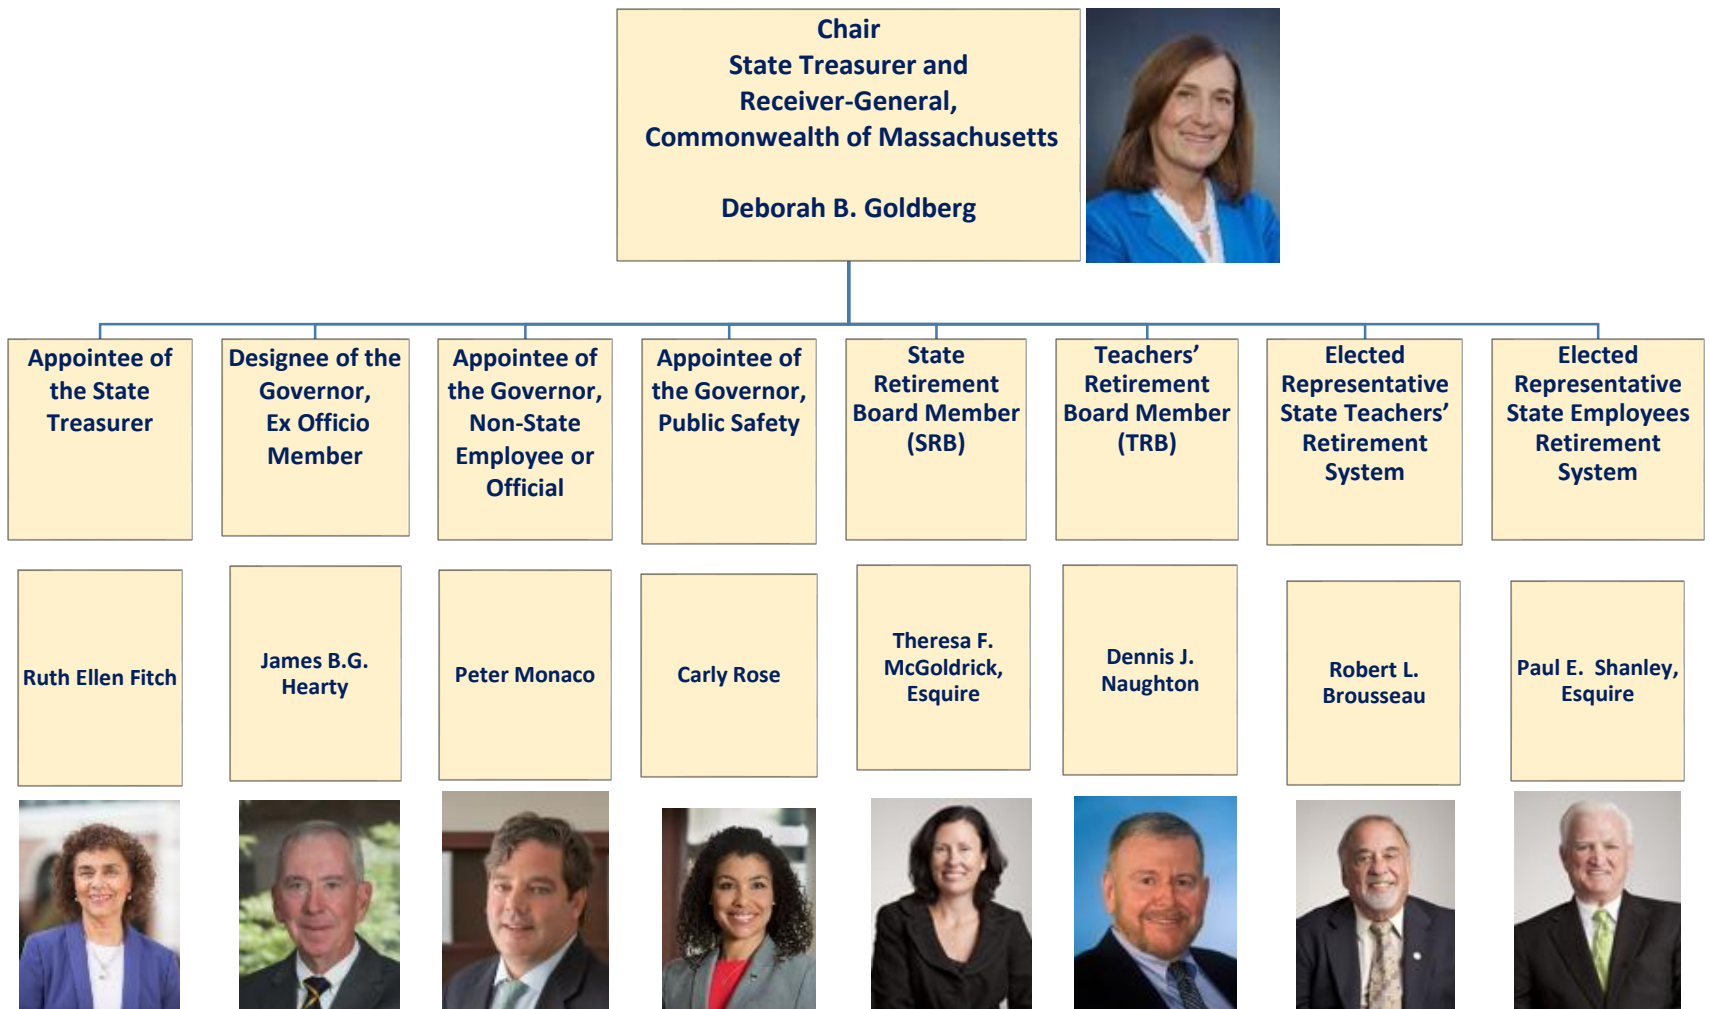 Chair
State Treasurer and
Receiver-General,
Commonwealth of Massachusetts
Deborah B. Goldberg
Appointee of
the State
Treasurer
Designee of the
Governor,
Ex Officio
Member
Appointee of
the Governor,
Non-State
Employee or
Official
Appointee of
the Governor,
Public Safety
State
Retirement
Board Member
(SRB)
Teachers’
Retirement
Board Member
(TRB)
Elected
Representative
State Teachers’
Retirement
System
Elected
Representative
State Employees
Retirement
System
Ruth Ellen Fitch
James B.G.
Hearty
Peter Monaco
Carly Rose
Theresa F.
McGoldrick,
Esquire
Dennis J.
Naughton
Robert L.
Brousseau
Paul E.  Shanley,
Esquire